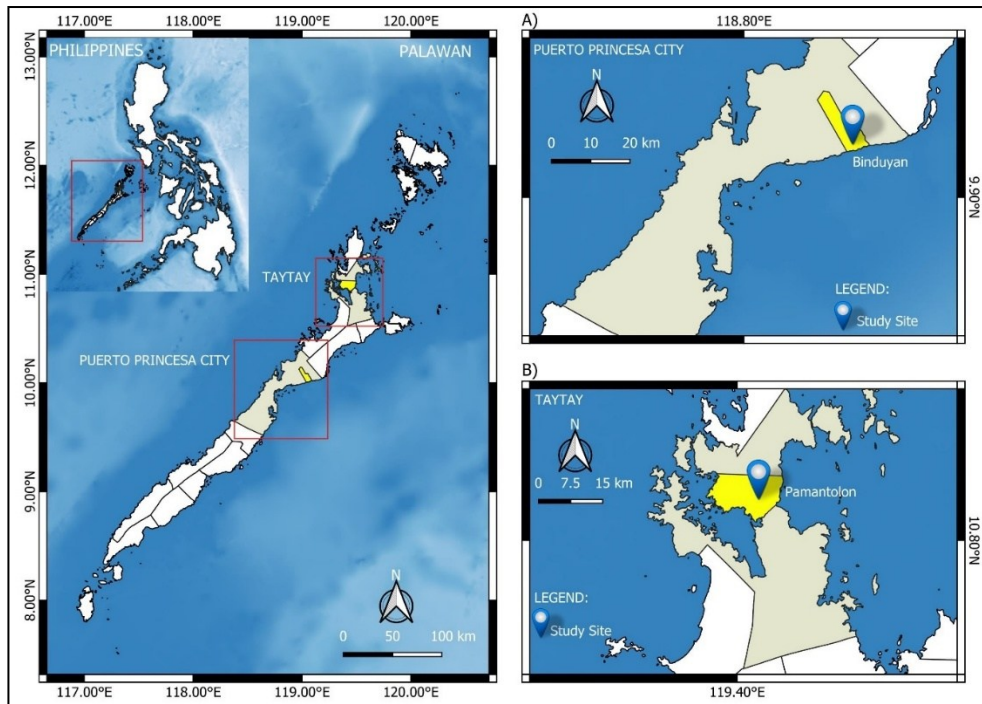 117.00°E 118.00°E 119.00°E 120.00°E
PHILIPPINES
PALAWAN
13.00°N
12.00°N
11.00°N
10.00°N
9.00°N
8.00°N
TAYTAY
PUERTO PRINCESA CITY
N
0 50 100 km
117.00°E 118.00°E 119.00°E 120.00°E
A)
118.80°E
PUERTO PRINCESA CITY
N
0 10 20 km
Binduyan
9.90°N
LEGEND:
Study Site
B)
TAYTAY
N
0 7.5 15 km
Pamantolon
10.80°N
LEGEND:
Study Site
119.40°E